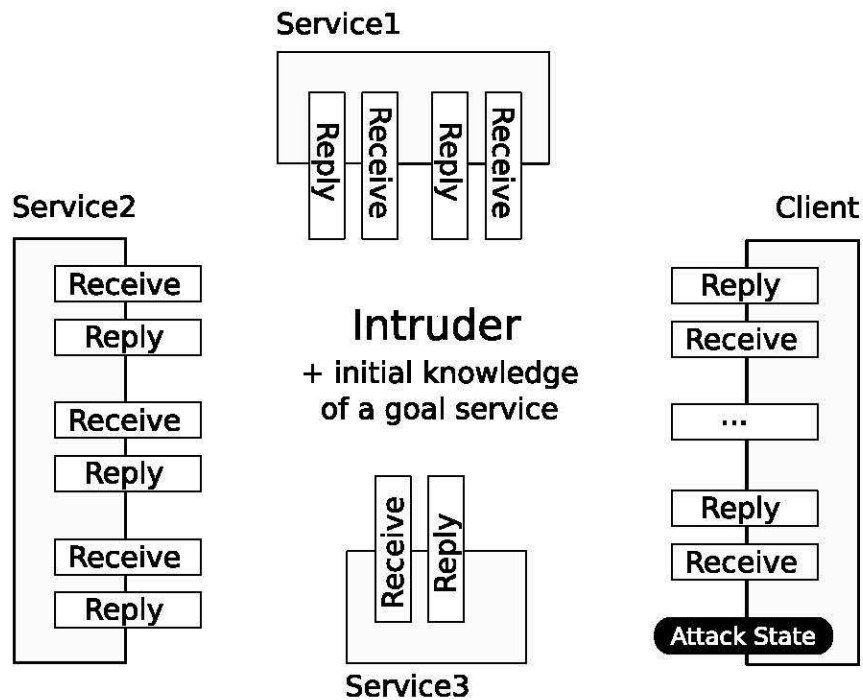 Service1
Reply
Receive
Reply
Receive
Service2
Receive
Reply
Receive
Reply
Receive
Reply
Intruder
+ initial knowledge
of a goal service
Client
Reply
Receive
...
Reply
Receive
Attack State
Receive
Reply
Service3